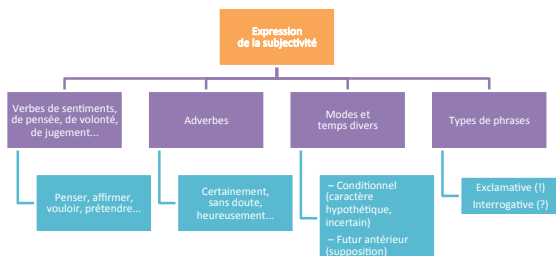 Expression
de la subjectivité
Verbes de sentiments,
de pensée, de volonté,
de jugement...
Adverbes
Modes et
temps divers
Types de phrases
Penser, affirmer,
vouloir, prétendre...
Certainement,
sans doute,
heureusement...
– Conditionnel
(caractère
hypothétique,
incertain)
– Futur antérieur
(supposition)
Exclamative (!)
Interrogative (?)